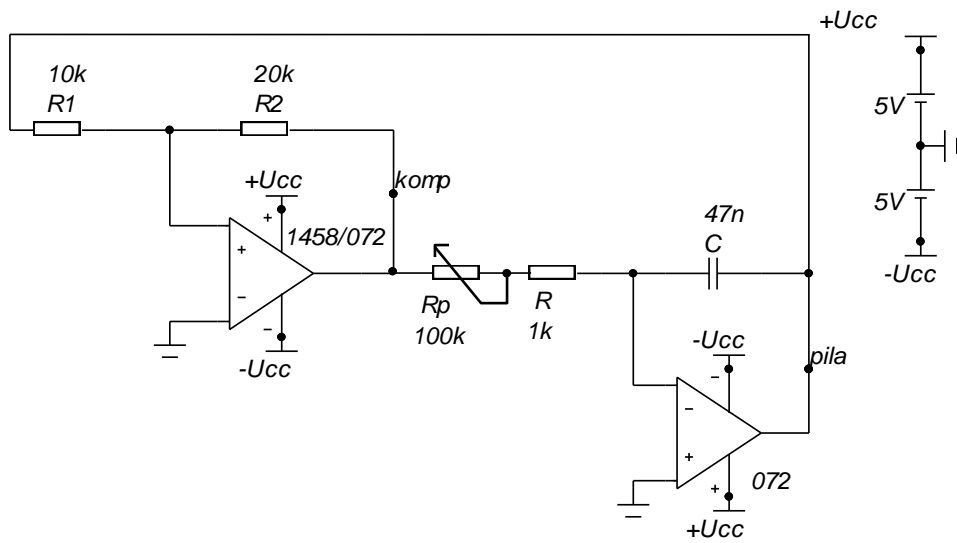 +Ucc
10k
R1
20k
R2
5V
+Ucc
komp
+
1458/072
+
−
5V
47n
C
Rp
100k
R
1k
−
-Ucc
-Ucc
-Ucc
−
pila
−
+
072
+
+Ucc